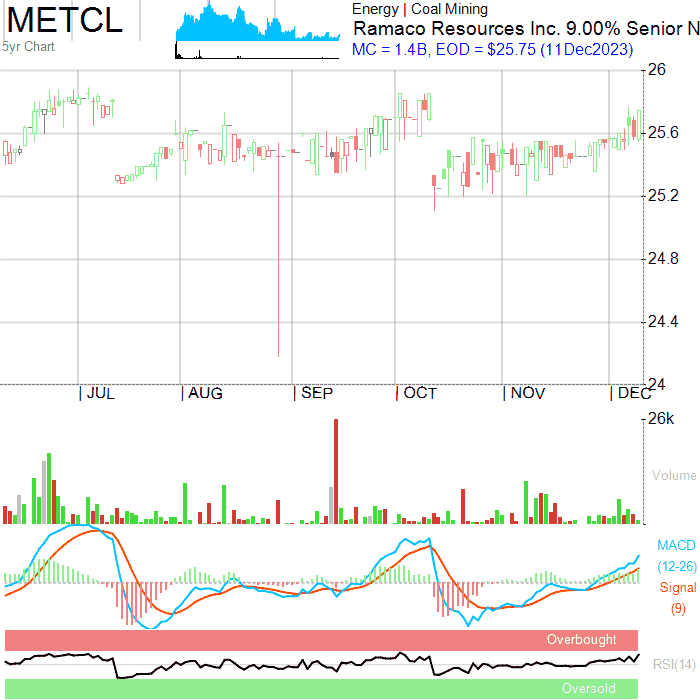 METCL
5yr Chart
Energy | Coal Mining
Ramaco Resources Inc. 9.00% Senior N
MC = 1.4B, EOD = $25.75 (11Dec2023)
26
25.6
25.2
24.8
24.4
24
JUL AUG SEP OCT NOV DEC
26k
Volume
MACD
(12-26)
Signal
(9)
Overbought
RSI(14)
Oversold